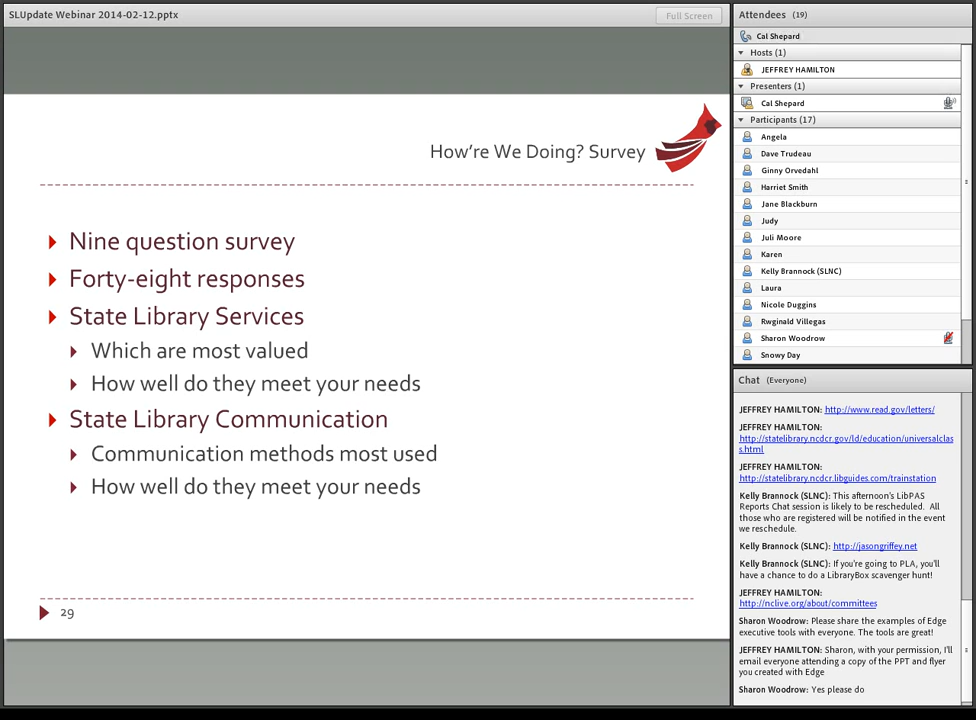 SLUpdate Webinar 2014-02-12.pptx
Full Screen
How’re We Doing? Survey
Nine question survey
Forty-eight responses
State Library Services
Which are most valued
How well do they meet your needs
State Library Communication
Communication methods most used
How well do they meet your needs
29
Attendees (19)
Cal Shepard
Hosts (1)
JEFFREY HAMILTON
Presenters (1)
Cal Shepard
Participants (17)
Angela
Dave Trudeau
Ginny Orvedahl
Harriet Smith
Jane Blackburn
Judy
Juli Moore
Karen
Kelly Brannock (SLNC)
Laura
Nicole Duggins
Rwginald Villegas
Sharon Woodrow
Snowy Day
Chat (Everyone)
JEFFREY HAMILTON: http://www.read.gov/letters/
JEFFREY HAMILTON:
http://statelibrary.ncdcr.gov/ld/education/universalclas
s.html
JEFFREY HAMILTON:
http://statelibrary.ncdcr.libguides.com/trainstation
Kelly Brannock (SLNC): This afternoon's LibPAS
Reports Chat session is likely to be rescheduled. All
those who are registered will be notified in the event
we reschedule.
Kelly Brannock (SLNC): http://jasongriffey.net
Kelly Brannock (SLNC): If you're going to PLA, you'll
have a chance to do a LibraryBox scavenger hunt!
JEFFREY HAMILTON:
http://nclive.org/about/committees
Sharon Woodrow: Please share the examples of Edge
executive tools with everyone. The tools are great!
JEFFREY HAMILTON: Sharon, with your permission, I'll
email everyone attending a copy of the PPT and flyer
you created with Edge
Sharon Woodrow: Yes please do